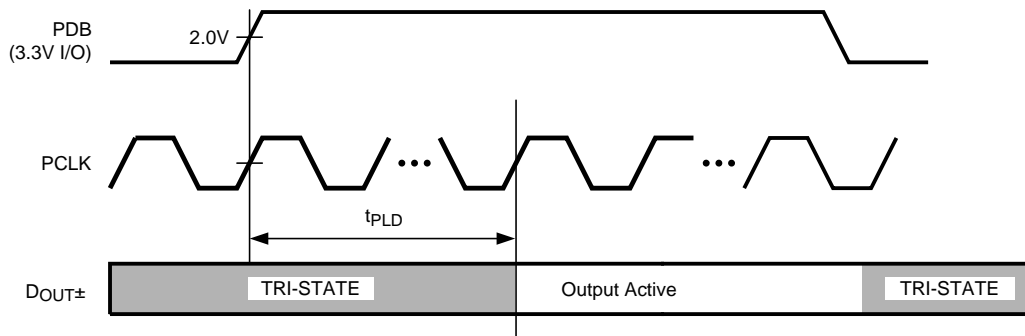 PDB
(3.3V I/O)
2.0V
PCLK
tPLD
DOUT±
TRI-STATE
Output Active
TRI-STATE